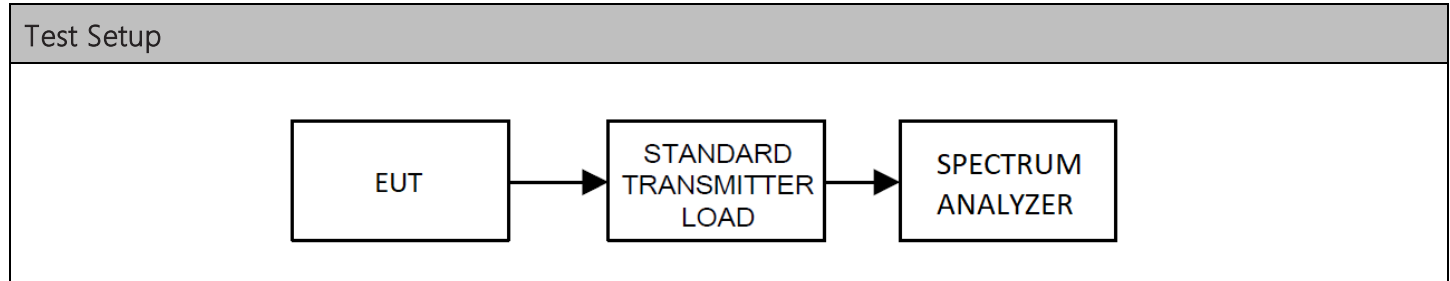 Test Setup
EUT
STANDARD
TRANSMITTER
LOAD
SPECTRUM
ANALYZER